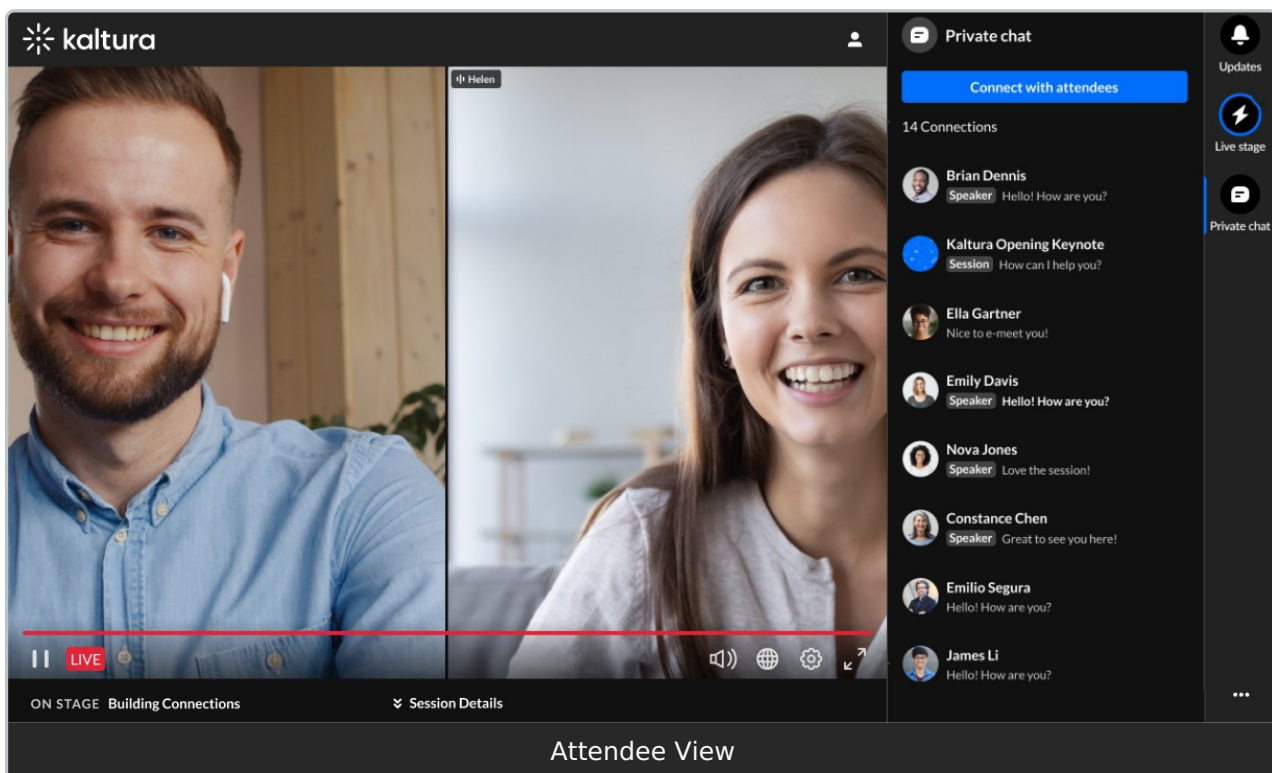 kaltura
Helen
LIVE
ON STAGE Building Connections
Session Details
Private chat
Connect with attendees
14 Connections
Brian Dennis
Speaker Hello! How are you?
Kaltura Opening Keynote
Session How can I help you?
Ella Gartner
Nice to e-meet you!
Emily Davis
Speaker Hello! How are you?
Nova Jones
Speaker Love the session!
Constance Chen
Speaker Great to see you here!
Emilio Segura
Hello! How are you?
James Li
Hello! How are you?
Updates
Live stage
Private chat
Attendee View